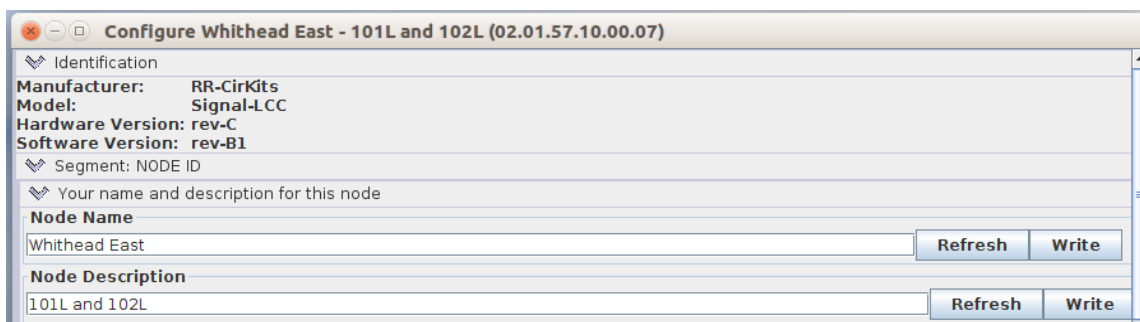 Configure Whithead East - 101L and 102L (02.01.57.10.00.07)
Identification
Manufacturer: RR-CirKits
Model: Signal-LCC
Hardware Version: rev-C
Software Version: rev-B1
Segment: NODE ID
Your name and description for this node
Node Name
Whithead East Refresh Write
Node Description
101L and 102L Refresh Write